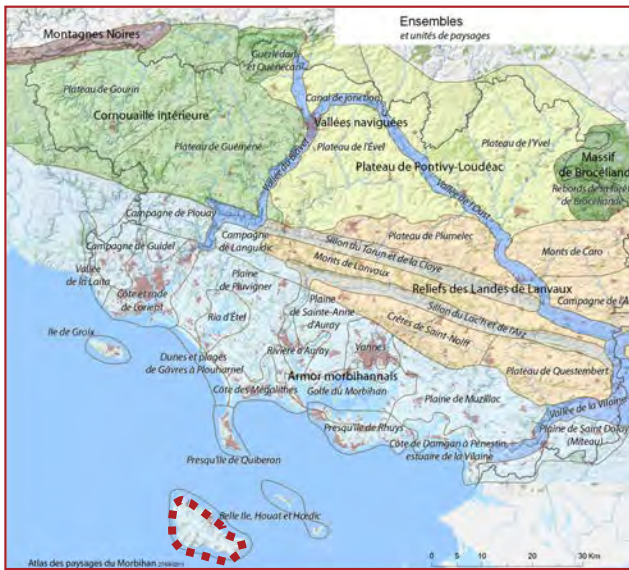 Ensembles
et unités de paysages
Montagnes Noires
Guerlédan
et Quénécan
Plateau de Gourin
Canal de jonction
Cornouaille intérieure
Vallées naviguées
Plateau de l'Yvel
Plateau de Guémené
Plateau de l'Evel
Massif
de Brocéliand
Plateau de Pontivy-Loudéac
Rebords de la forêt
de Brocéliande
Vallée du Blavet
Vallée de l'Oust
Campagne de Plouay
Plateau de Plumelec
Campagne de Guidel
Campagne
de Languidic
Sillon du Tarun et de la Claye
Monts de Caro
Vallée
de la Laïta
Monts de Lanvaux
Plaine
de Pluvigner
Reliefs des Landes de Lanvaux
Côte et rade
de Lorient
Plaine
de Sainte-Anne
d'Auray
Campagne de l'A
Ria d'Etel
Sillon du Loc'h et de l'Arz
Crêtes de Saint-Nolff
Ile de Groix
Rivière d'Auray
Vannes
Dunes et plages
de Gâvres à Plouharnel
Armor morbihannais
Plateau de Questembert
Côte des Mégalithes
Golfe du Morbihan
Plaine de Muzillac
Vallée de la Vilaine
Presqu'île de Rhuys
Plaine de Saint Dolay
(Miteau)
Côte de Damgan à Pénestin,
estuaire de la Vilaine
Presqu'île de Quiberon
Belle Ile, Houat et Hœdic
Atlas des paysages du Morbihan
0 5 10 20 30 Km